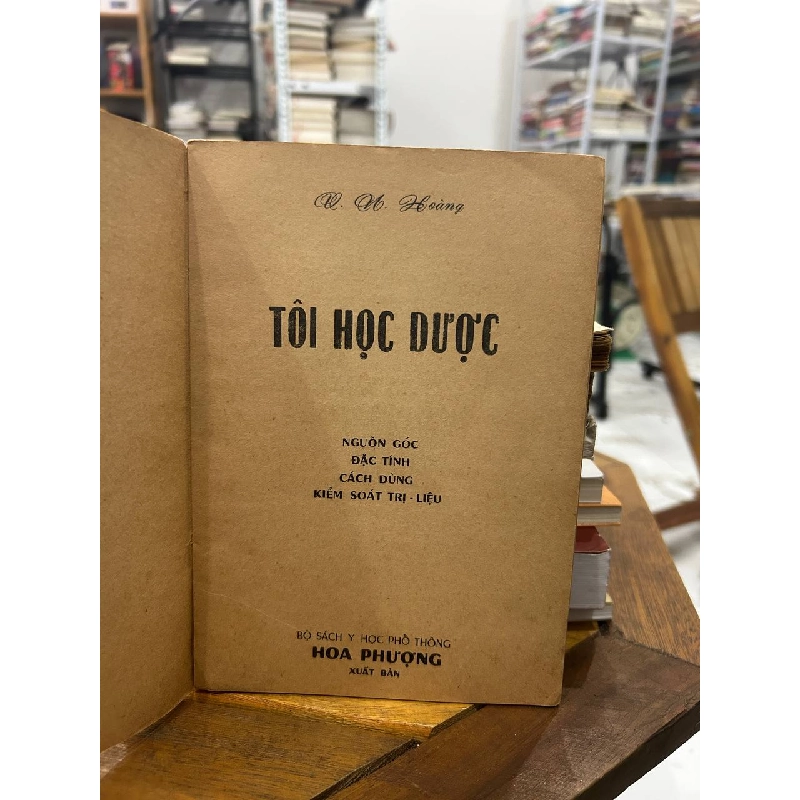 Hoàng
TÔI HỌC DƯỢC
NGUỒN GỐC
ĐẶC TÍNH
CÁCH DÙNG
KIỂM SOÁT TRỊ - LIỆU
BỘ SÁCH Y HỌC PHỔ THÔNG
HOA PHƯỢNG
XUẤT BẢN